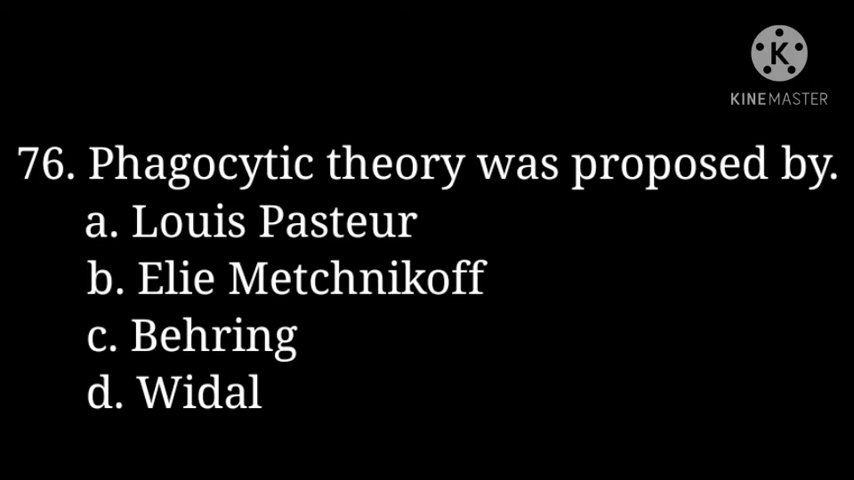 K
KINEMASTER
76. Phagocytic theory was proposed by.
a. Louis Pasteur
b. Elie Metchnikoff
c. Behring
d. Widal